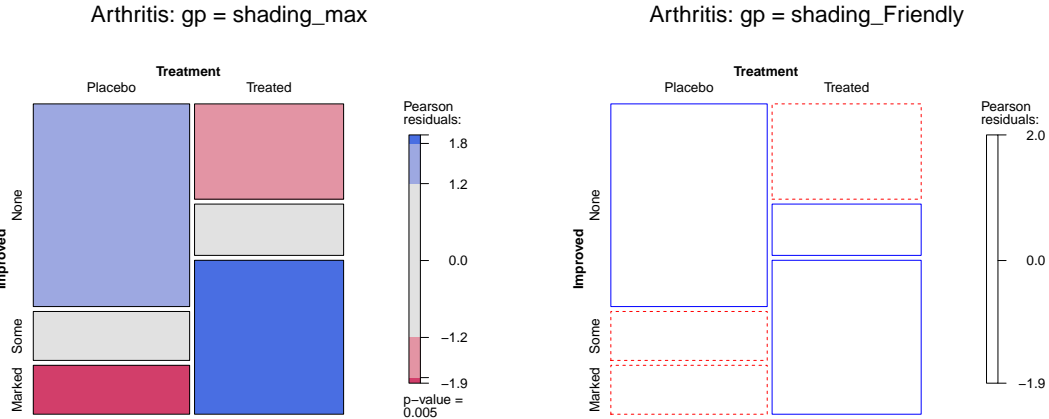 Arthritis: gp = shading_max
Treatment
Placebo Treated
Improved
None
Some
Marked
Pearson
residuals:
1.8
1.2
0.0
−1.2
−1.9
p−value =
0.005
Arthritis: gp = shading_Friendly
Treatment
Placebo Treated
Improved
None
Some
Marked
Pearson
residuals:
2.0
0.0
−1.9